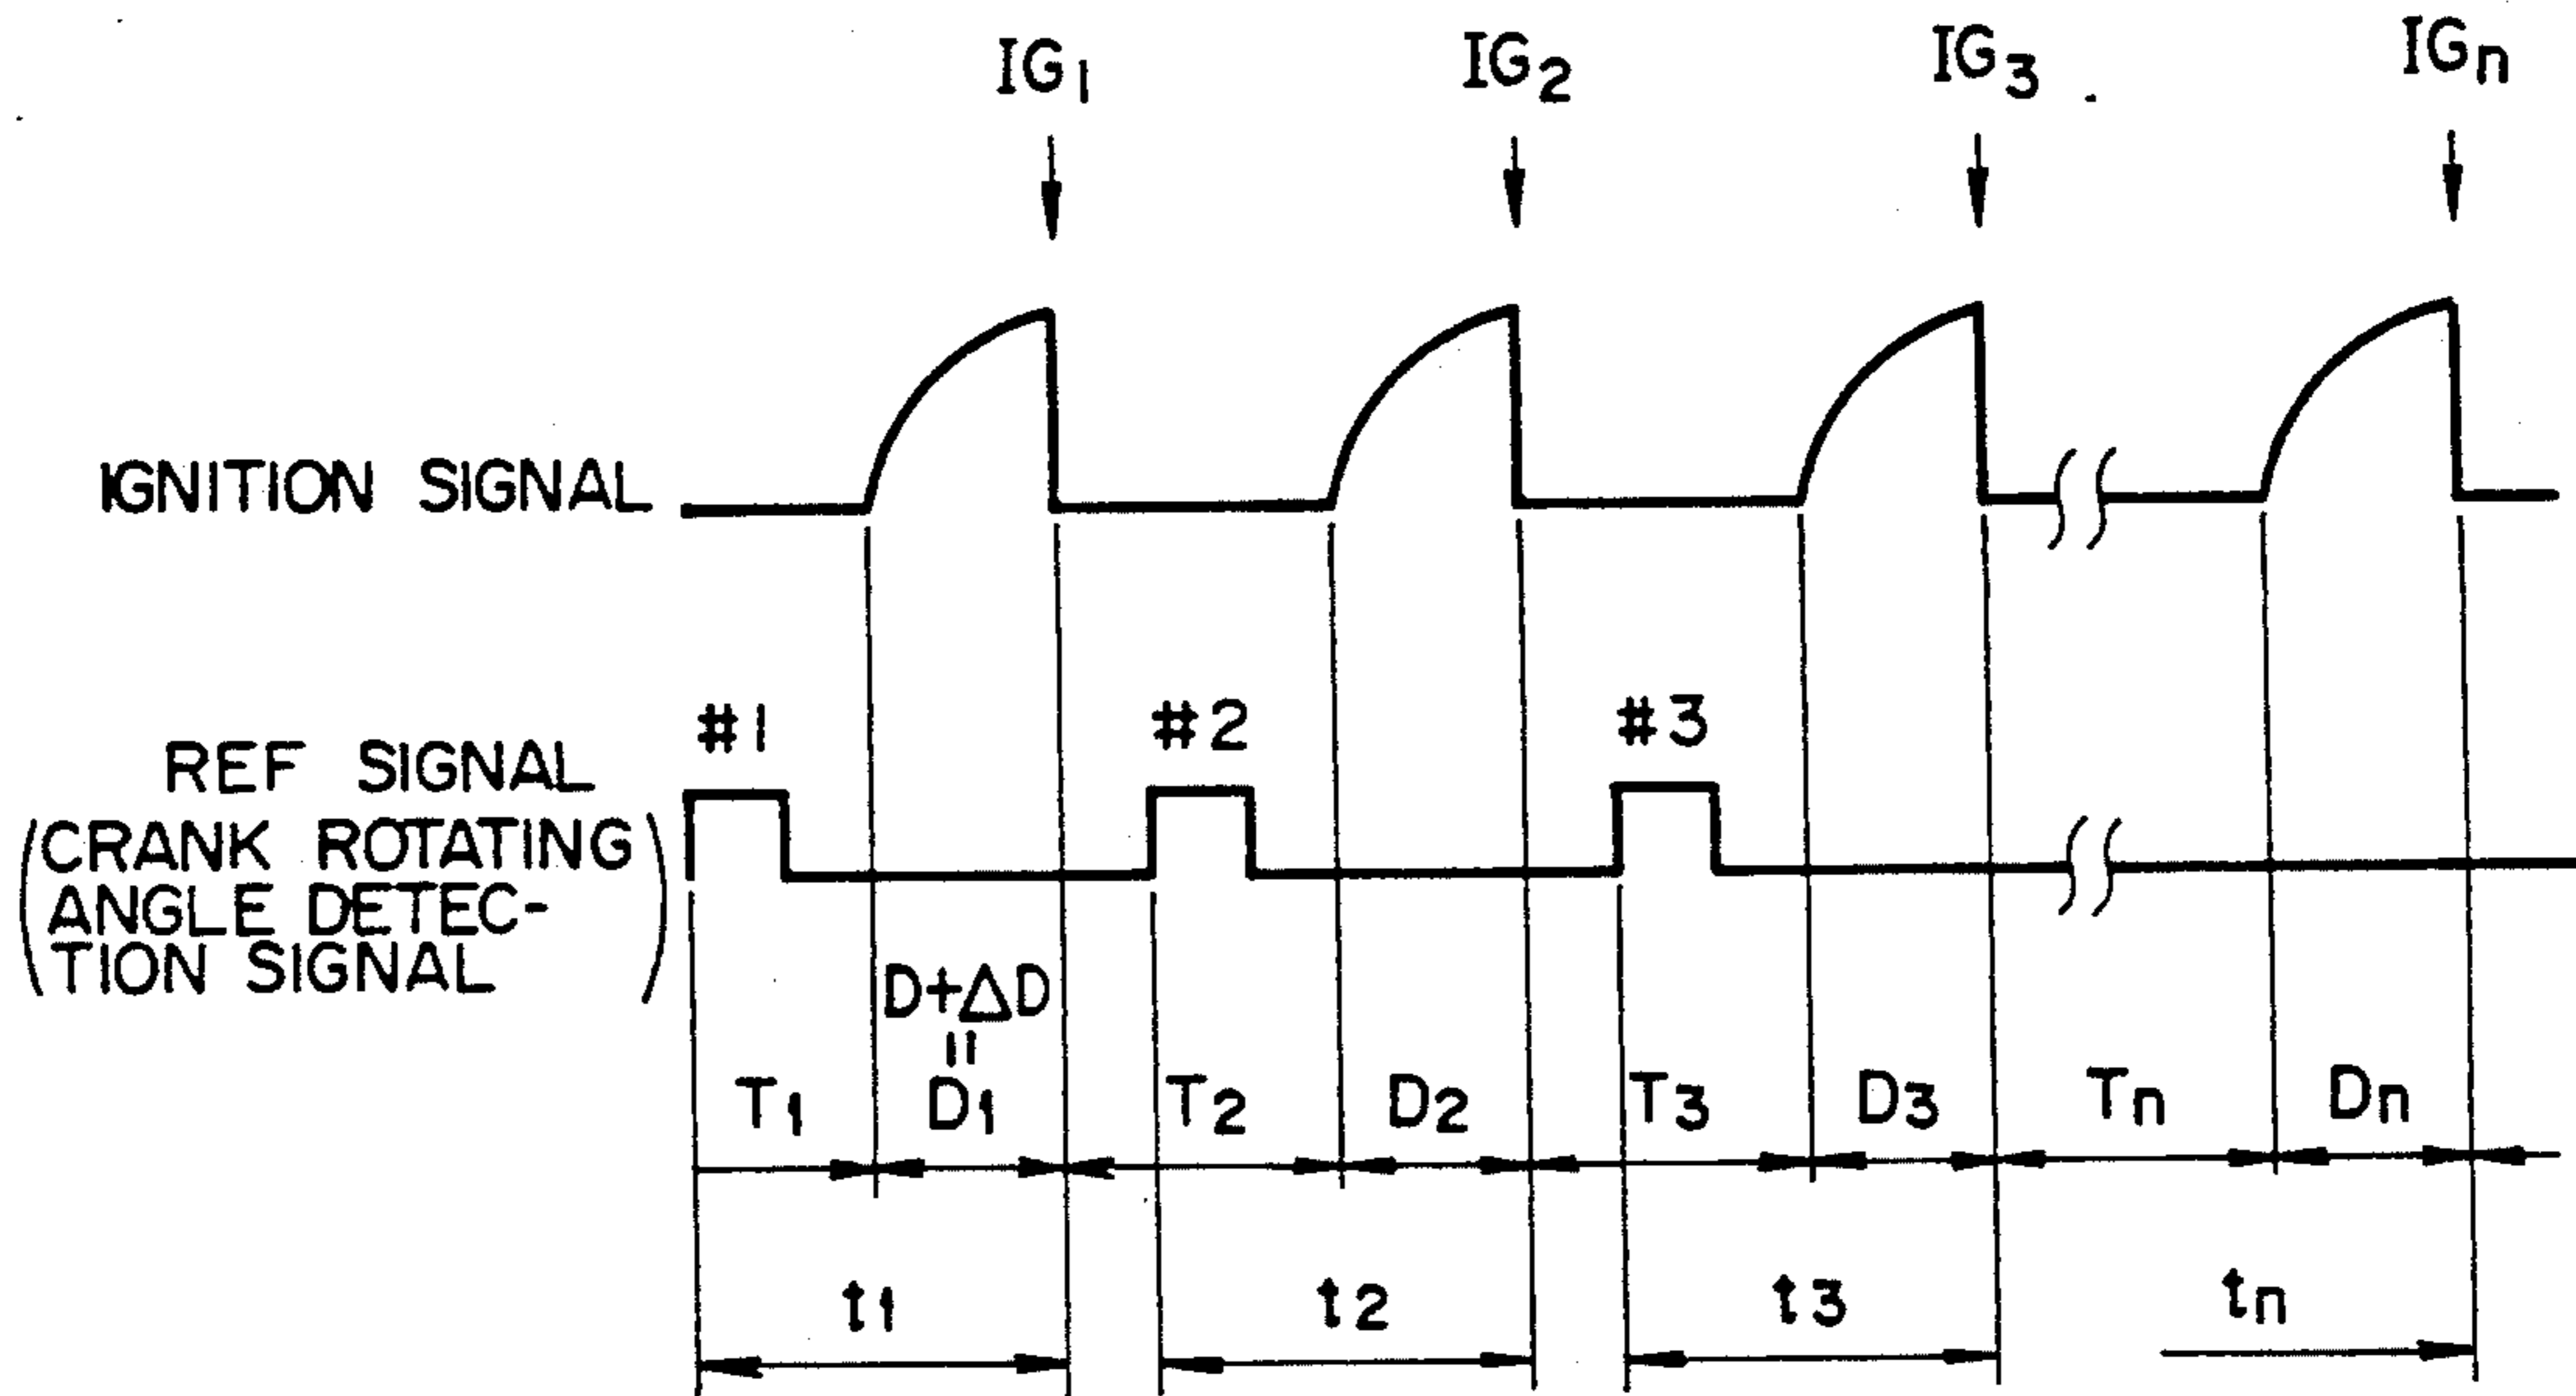 IG1 IG2 IG3 IGn
IGNITION SIGNAL
#1 #2 #3
REF SIGNAL
(CRANK ROTATING
ANGLE DETEC-
TION SIGNAL)
D+ΔD
=
T1 D1 T2 D2 T3 D3 Tn Dn
t1 t2 t3 tn